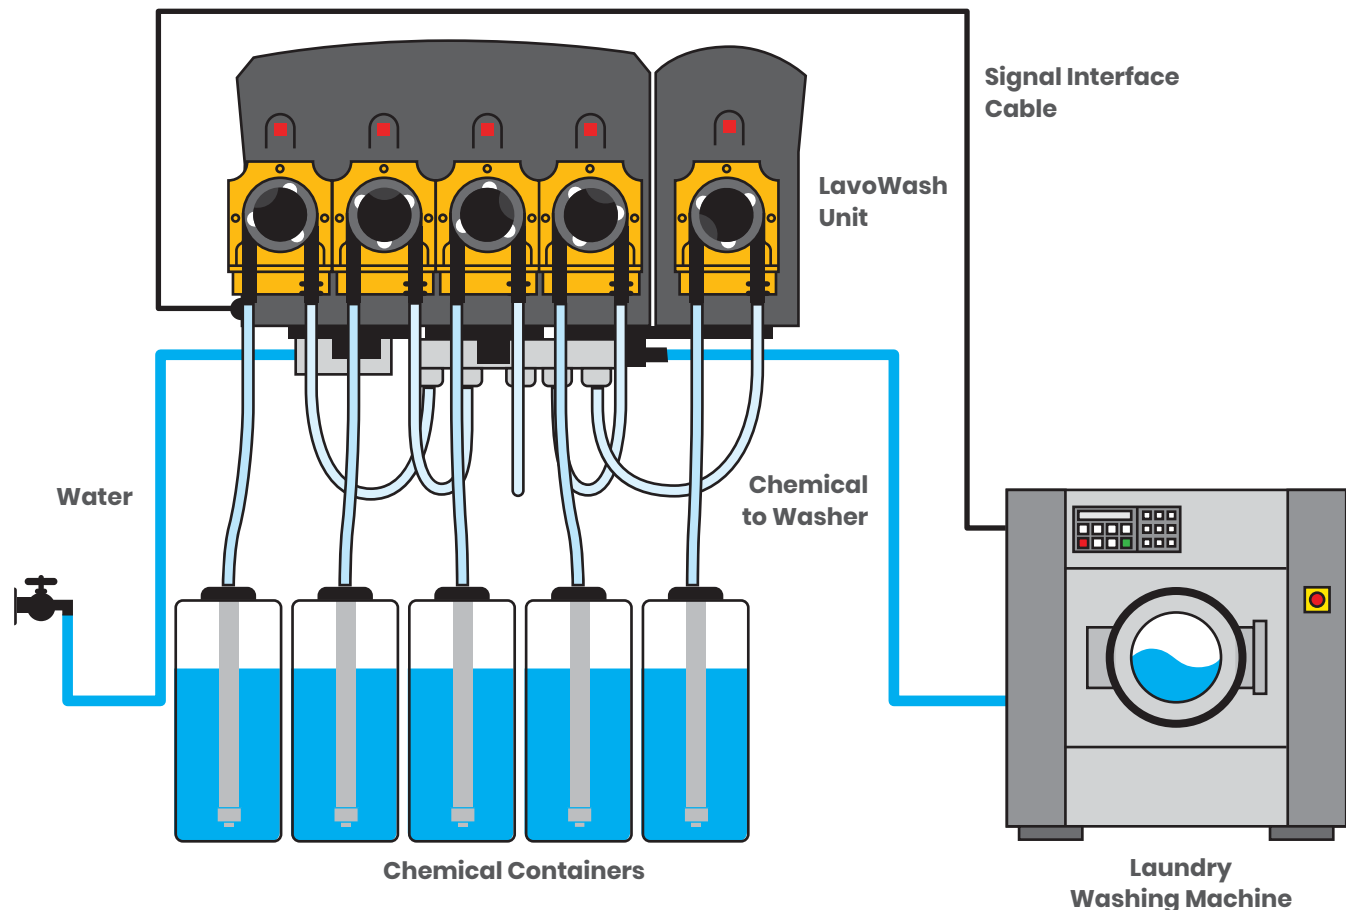 Signal Interface
Cable
LavoWash
Unit
Water
Chemical
to Washer
Chemical Containers
Laundry
Washing Machine